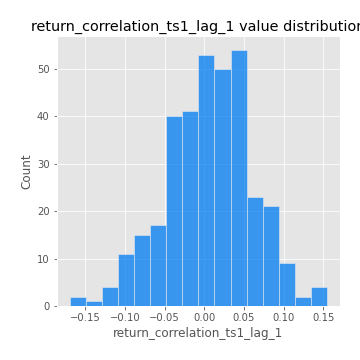 return_correlation_ts1_lag_1 value distribution
50
40
30
20
10
0
Count
−0.15 −0.10 −0.05 0.00 0.05 0.10 0.15
return_correlation_ts1_lag_1